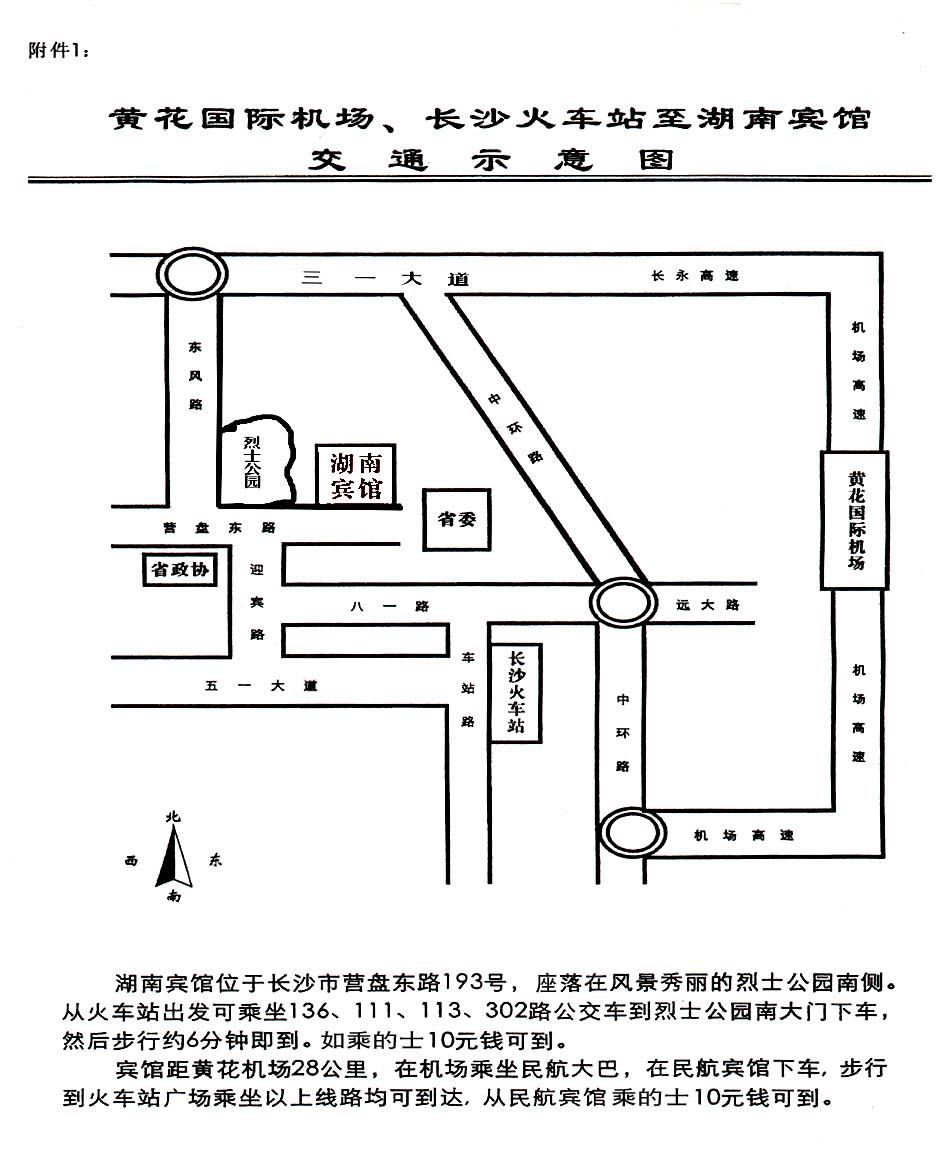 附件1：
黄花国际机场、长沙火车站至湖南宾馆
交通示意图
三一大道
长永高速
东风路
机场高速
中环路
烈士公园
湖南
宾馆
黄花国际机场
省委
营盘东路
省政协
迎宾路
八一路
远大路
车站路
长沙火车站
五一大道
中环路
机场高速
机场高速
北
西
东
南
湖南宾馆位于长沙市营盘东路193号，座落在风景秀丽的烈士公园南侧。
从火车站出发可乘坐136、111、113、302路公交车到烈士公园南大门下车，
然后步行约6分钟即到。如乘的士10元钱可到。
宾馆距黄花机场28公里，在机场乘坐民航大巴，在民航宾馆下车，步行
到火车站广场乘坐以上线路均可到达，从民航宾馆乘的士10元钱可到。